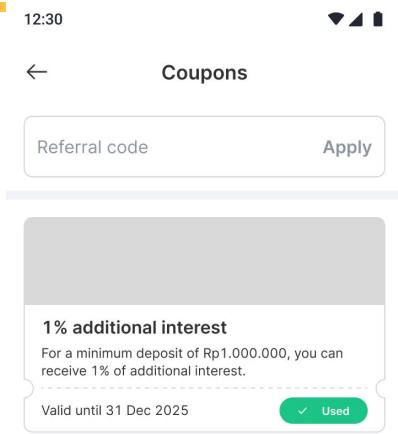 12:30
Coupons
Referral code Apply
1% additional interest
For a minimum deposit of Rp1.000.000, you can
receive 1% of additional interest.
Valid until 31 Dec 2025 Used